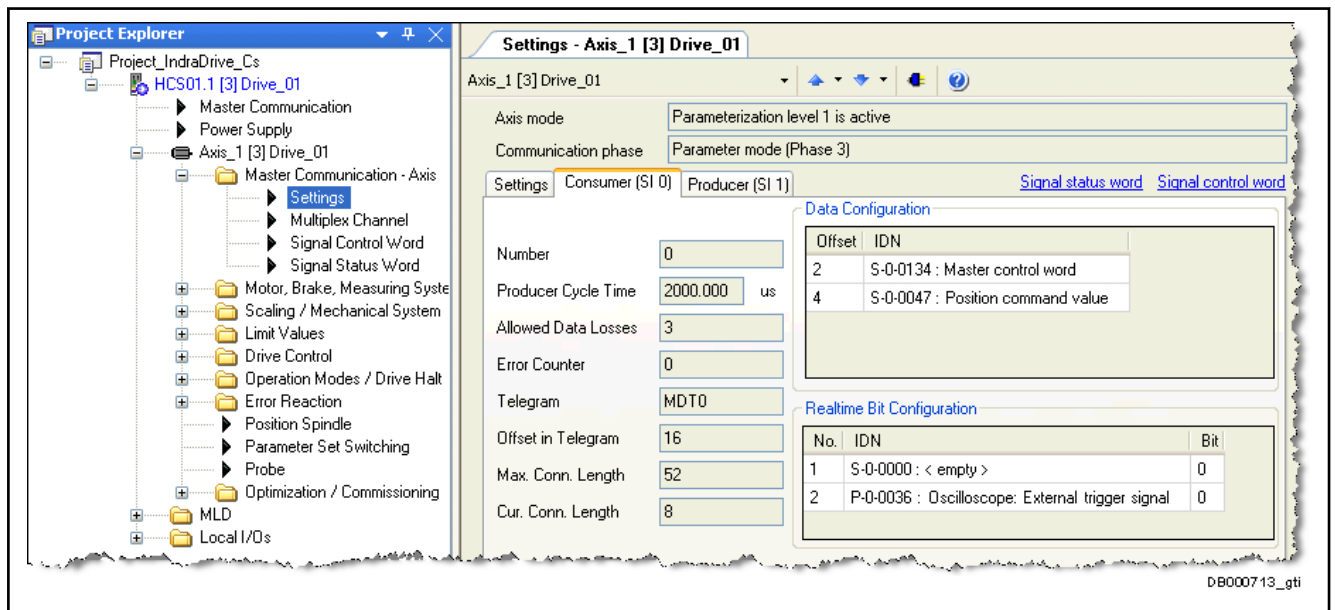 Project Explorer
Project_IndraDrive_Cs
HCS01.1 [3] Drive_01
Master Communication
Power Supply
Axis_1 [3] Drive_01
Master Communication - Axis
Settings
Multiplex Channel
Signal Control Word
Signal Status Word
Motor, Brake, Measuring Syste
Scaling / Mechanical System
Limit Values
Drive Control
Operation Modes / Drive Halt
Error Reaction
Position Spindle
Parameter Set Switching
Probe
Optimization / Commissioning
MLD
Local I/Os
Settings - Axis_1 [3] Drive_01
Axis_1 [3] Drive_01
Axis mode Parameterization level 1 is active
Communication phase Parameter mode (Phase 3)
Settings Consumer (SI 0) Producer (SI 1) Signal status word Signal control word
Number 0
Producer Cycle Time 2000.000 us
Allowed Data Losses 3
Error Counter 0
Telegram MDT0
Offset in Telegram 16
Max. Conn. Length 52
Cur. Conn. Length 8
Data Configuration
Offset IDN
2 S-0-0134 : Master control word
4 S-0-0047 : Position command value
Realtime Bit Configuration
No. IDN Bit
1 S-0-0000 : < empty > 0
2 P-0-0036 : Oscilloscope: External trigger signal 0
DB000713_gti